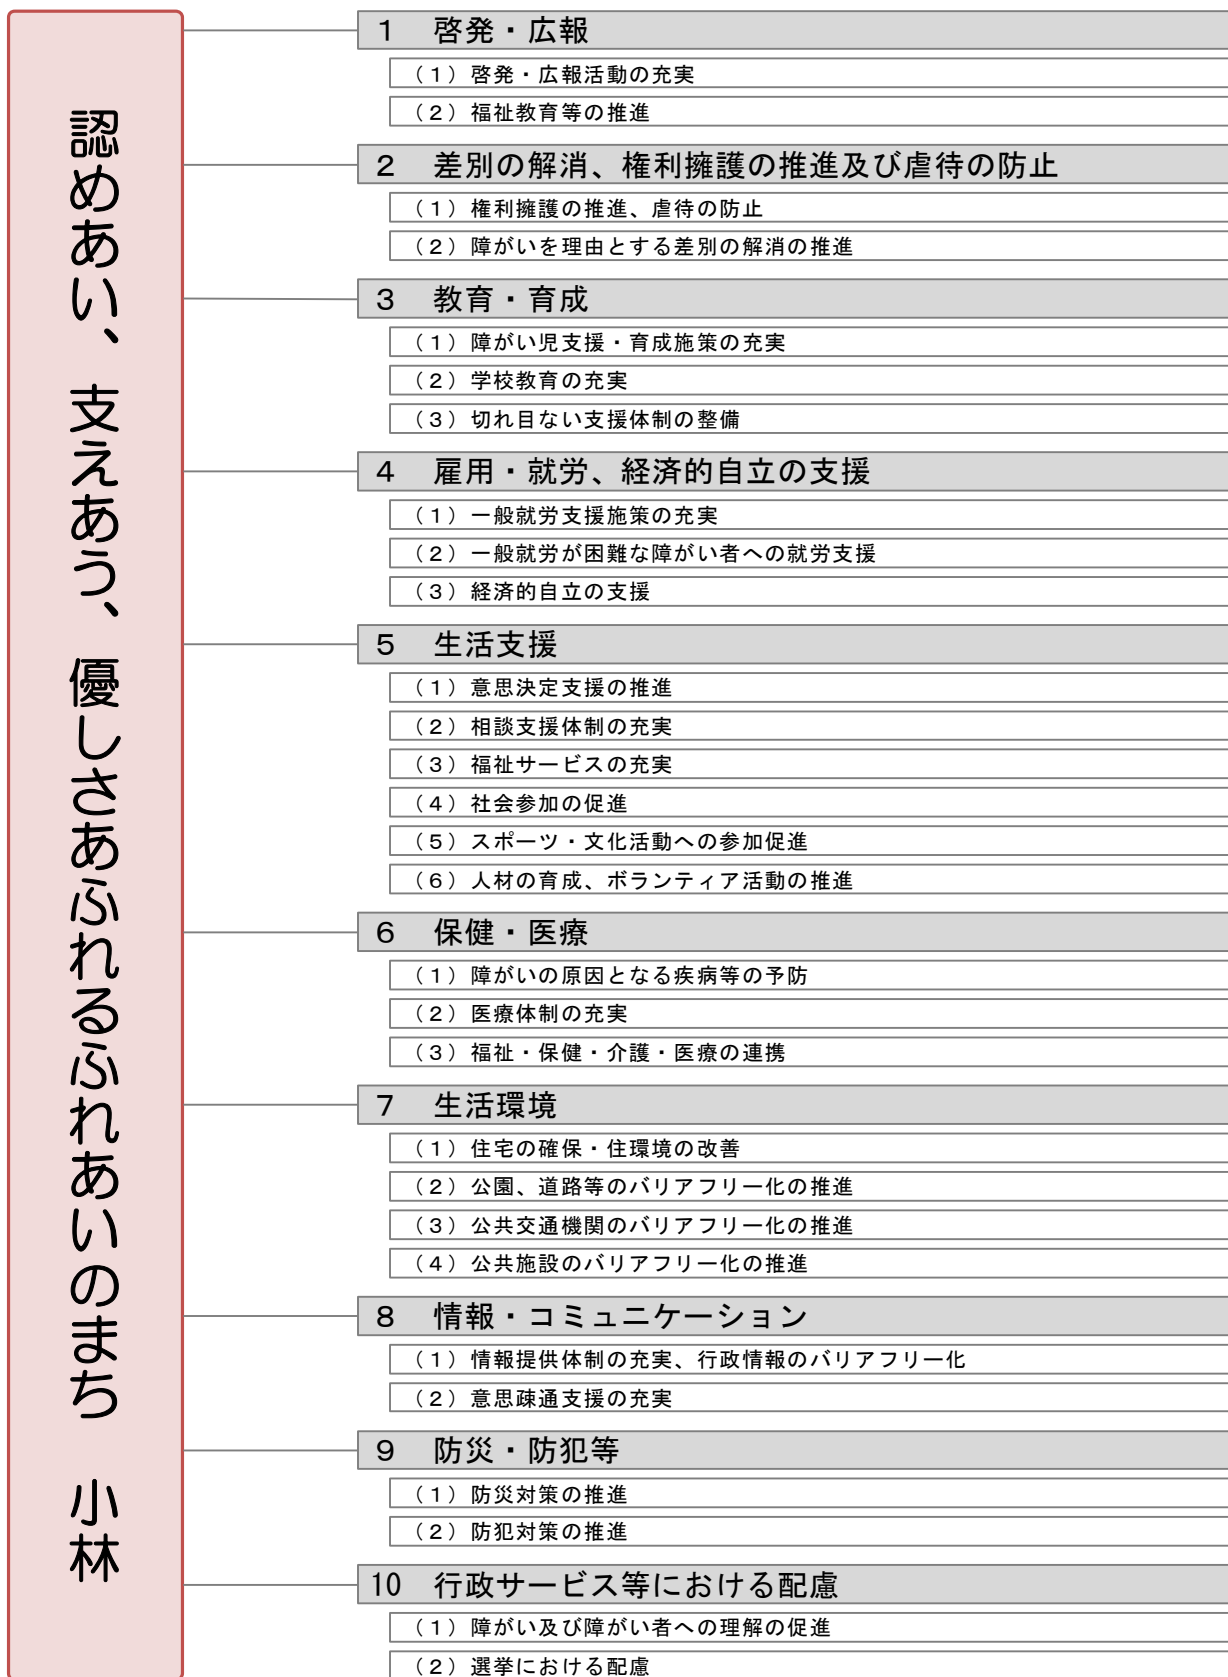 認めあい、支えあう、優しさあふれるふれあいのまち　小林
１　啓発・広報
（１）啓発・広報活動の充実
（２）福祉教育等の推進
２　差別の解消、権利擁護の推進及び虐待の防止
（１）権利擁護の推進、虐待の防止
（２）障がいを理由とする差別の解消の推進
３　教育・育成
（１）障がい児支援・育成施策の充実
（２）学校教育の充実
（３）切れ目ない支援体制の整備
４　雇用・就労、経済的自立の支援
（１）一般就労支援施策の充実
（２）一般就労が困難な障がい者への就労支援
（３）経済的自立の支援
５　生活支援
（１）意思決定支援の推進
（２）相談支援体制の充実
（３）福祉サービスの充実
（４）社会参加の促進
（５）スポーツ・文化活動への参加促進
（６）人材の育成、ボランティア活動の推進
６　保健・医療
（１）障がいの原因となる疾病等の予防
（２）医療体制の充実
（３）福祉・保健・介護・医療の連携
７　生活環境
（１）住宅の確保・住環境の改善
（２）公園、道路等のバリアフリー化の推進
（３）公共交通機関のバリアフリー化の推進
（４）公共施設のバリアフリー化の推進
８　情報・コミュニケーション
（１）情報提供体制の充実、行政情報のバリアフリー化
（２）意思疎通支援の充実
９　防災・防犯等
（１）防災対策の推進
（２）防犯対策の推進
10　行政サービス等における配慮
（１）障がい及び障がい者への理解の促進
（２）選挙における配慮